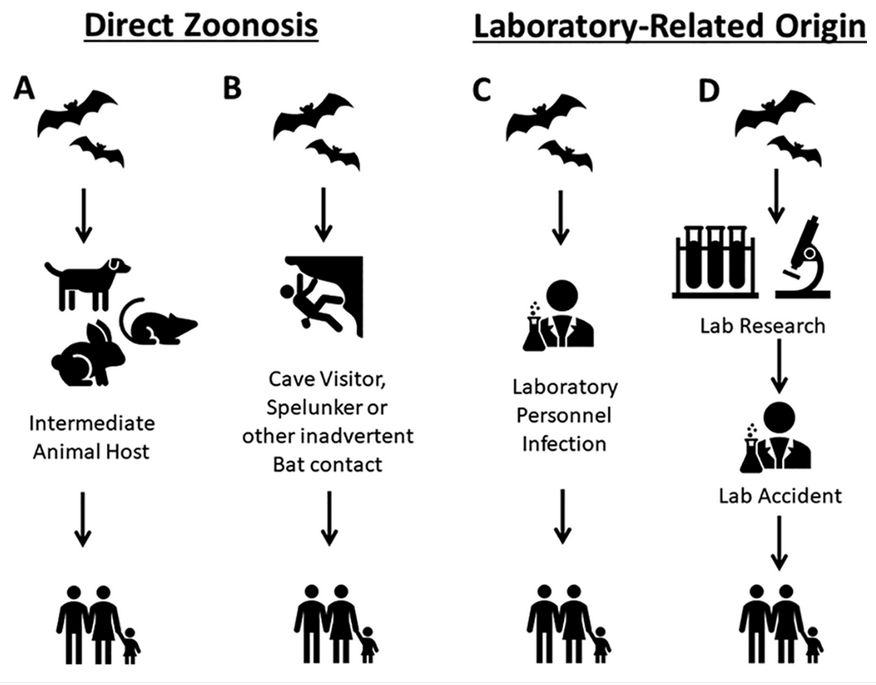 Direct Zoonosis
Laboratory-Related Origin
A
B
C
D
Intermediate
Animal Host
Cave Visitor,
Spelunker or
other inadvertent
Bat contact
Laboratory
Personnel
Infection
Lab Research
Lab Accident